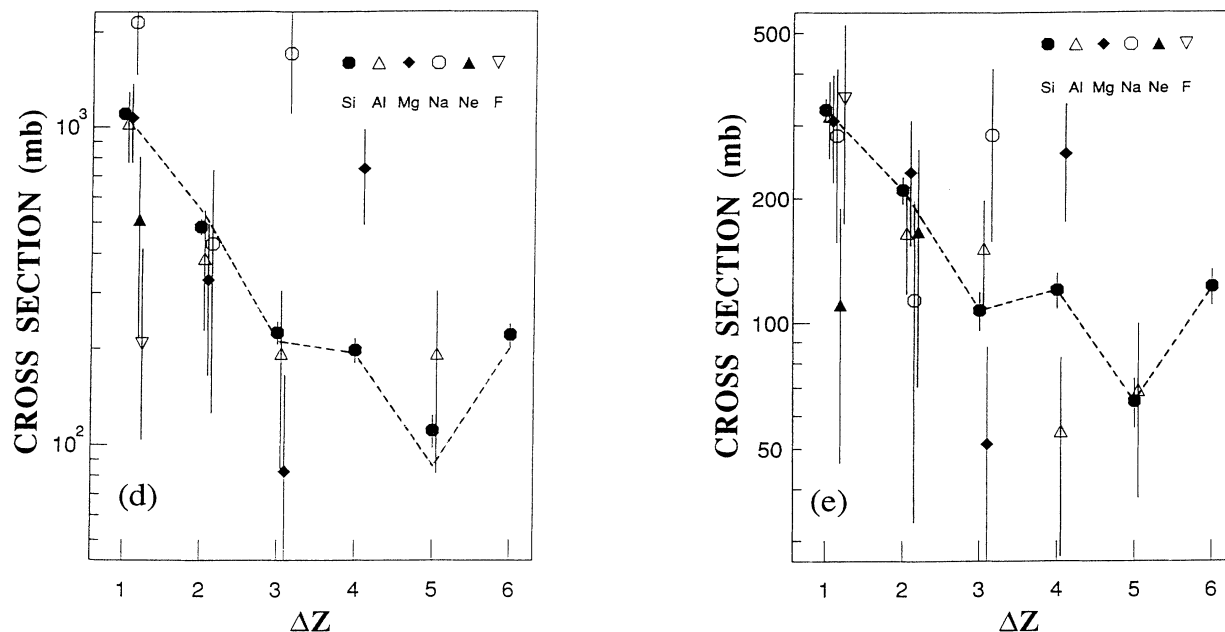 CROSS SECTION (mb)
10³
10²
Si Al Mg Na Ne F
(d)
1 2 3 4 5 6
ΔZ
CROSS SECTION (mb)
500
200
100
50
Si Al Mg Na Ne F
(e)
1 2 3 4 5 6
ΔZ